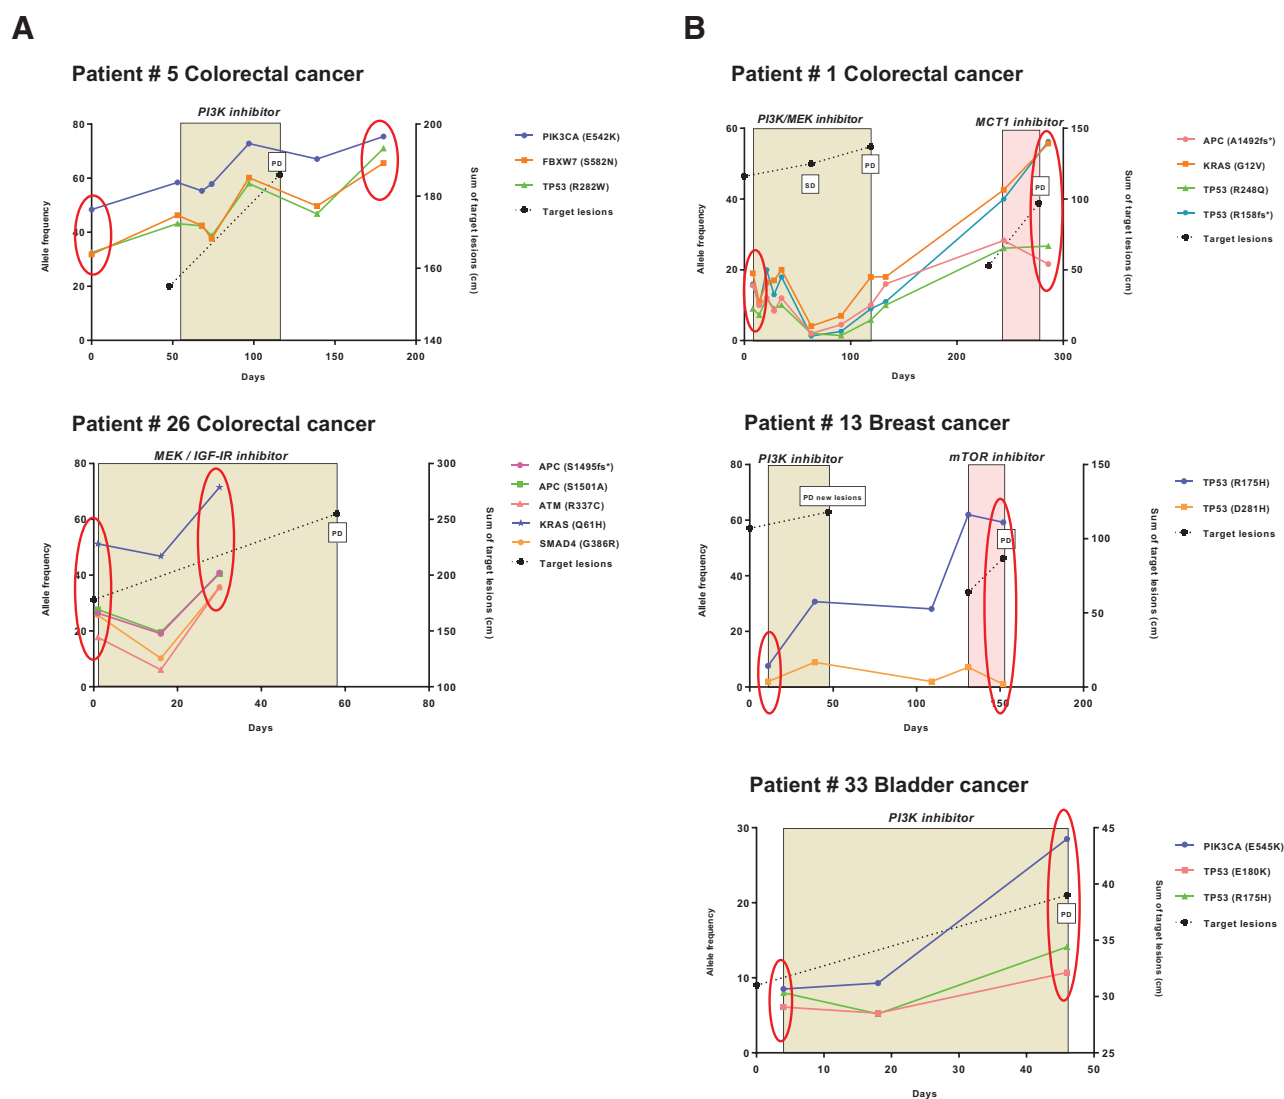 A
B
Patient # 5 Colorectal cancer
PI3K inhibitor
80
60
40
20
0
200
180
160
140
0
50
100
150
200
Allele frequency
Days
Sum of target lesions (cm)
PD
PIK3CA (E542K)
FBXW7 (S582N)
TP53 (R282W)
Target lesions
Patient # 1 Colorectal cancer
PI3K/MEK inhibitor
MCT1 inhibitor
60
40
20
0
150
100
50
0
0
100
200
300
Allele frequency
Days
Sum of target lesions (cm)
SD
PD
PD
APC (A1492fs*)
KRAS (G12V)
TP53 (R248Q)
TP53 (R158fs*)
Target lesions
Patient # 26 Colorectal cancer
MEK / IGF-IR inhibitor
80
60
40
20
0
300
250
200
150
100
0
20
40
60
80
Allele frequency
Days
Sum of target lesions (cm)
PD
APC (S1495fs*)
APC (S1501A)
ATM (R337C)
KRAS (Q61H)
SMAD4 (G386R)
Target lesions
Patient # 13 Breast cancer
PI3K inhibitor
mTOR inhibitor
80
60
40
20
0
150
100
50
0
0
50
100
150
200
Allele frequency
Days
Sum of target lesions (cm)
PD new lesions
PD
TP53 (R175H)
TP53 (D281H)
Target lesions
Patient # 33 Bladder cancer
PI3K inhibitor
30
20
10
0
45
40
35
30
25
0
10
20
30
40
50
Allele frequency
Days
Sum of target lesions (cm)
PD
PIK3CA (E545K)
TP53 (E180K)
TP53 (R175H)
Target lesions